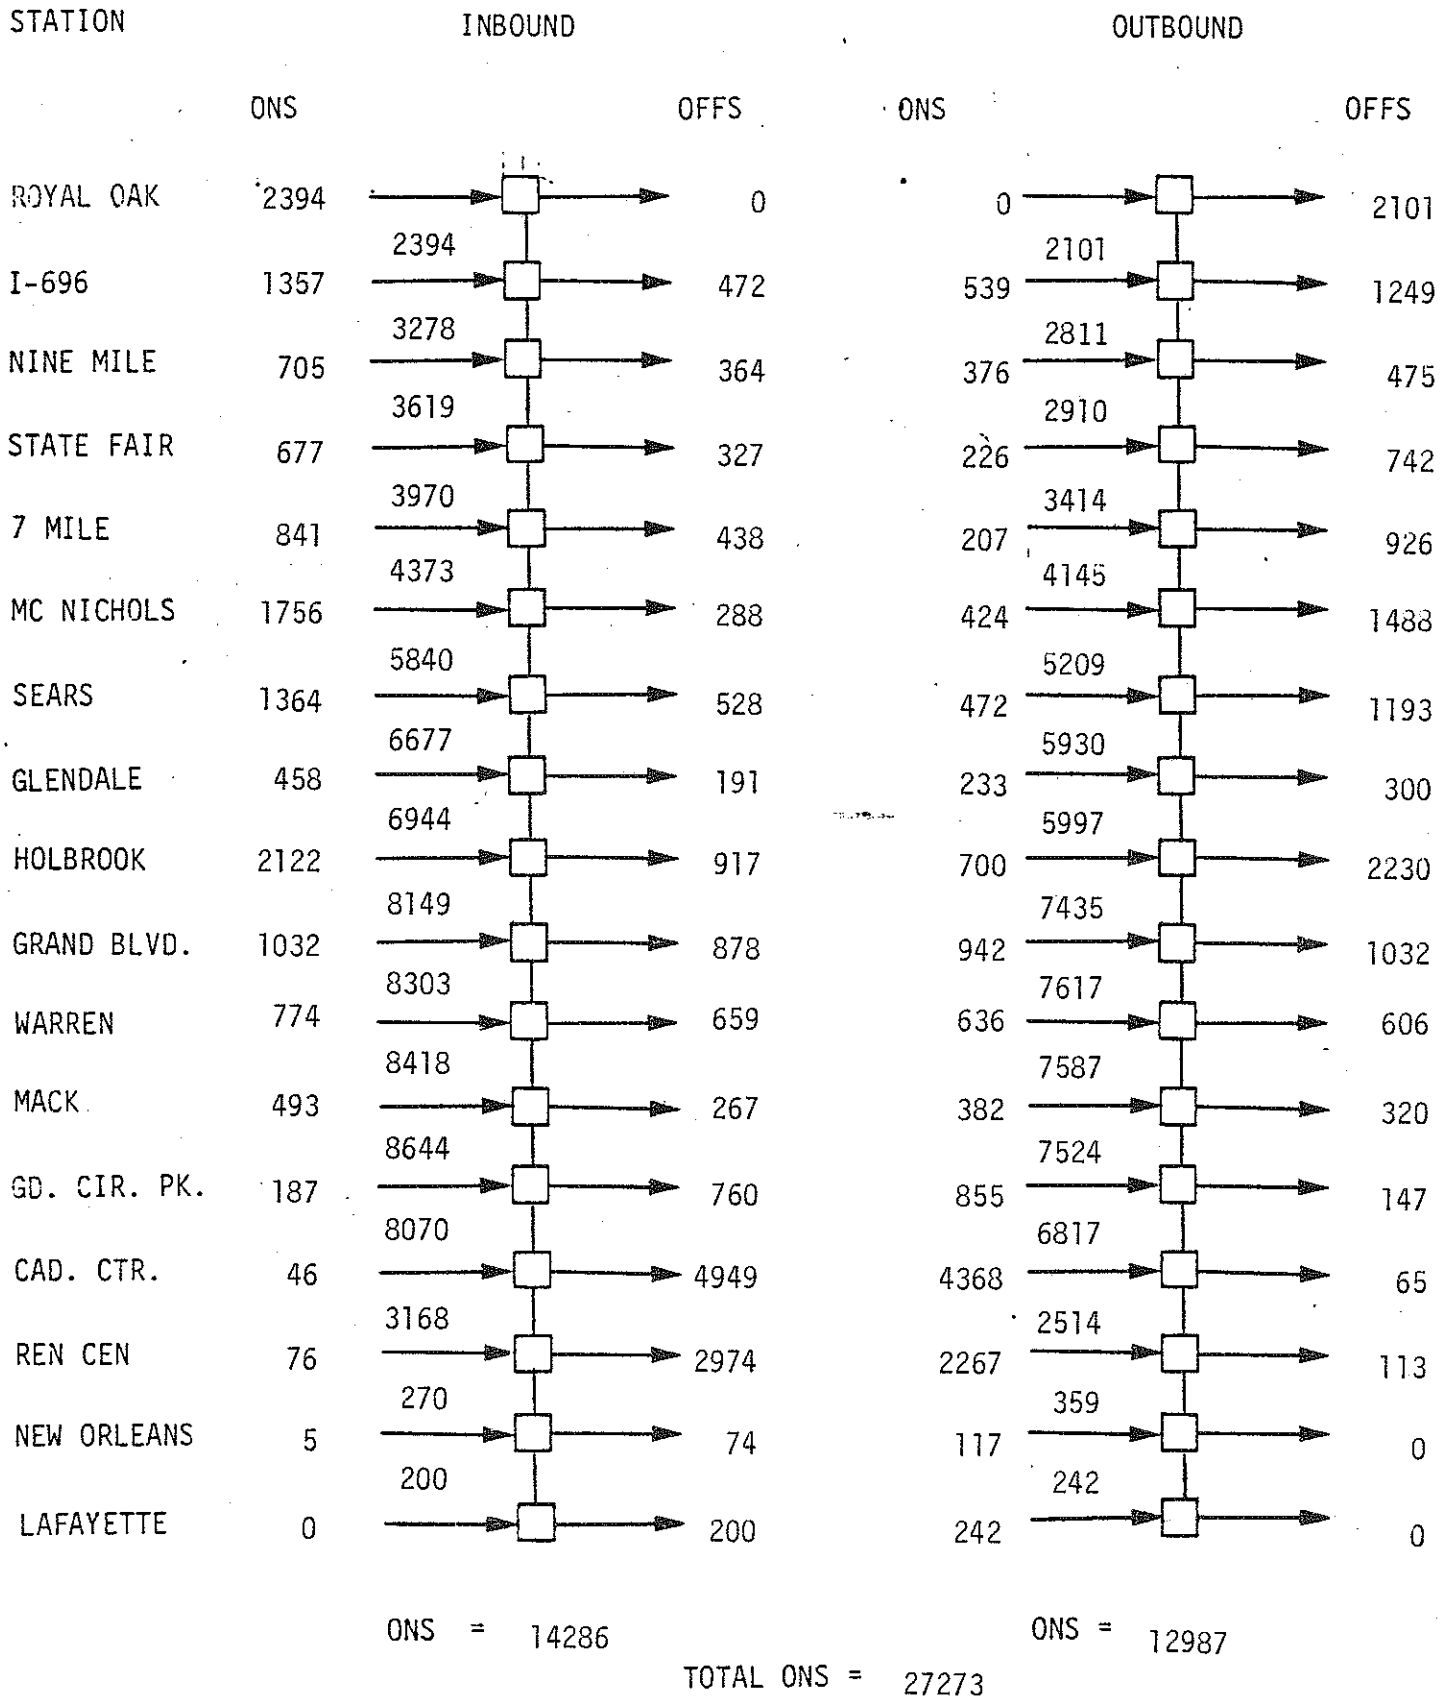 STATION INBOUND OUTBOUND
ONS OFFS ONS OFFS
ROYAL OAK 2394 0 0 2101
2394 2101
I-696 1357 472 539 1249
3278 2811
NINE MILE 705 364 376 475
3619 2910
STATE FAIR 677 327 226 742
3970 3414
7 MILE 841 438 207 926
4373 4145
MC NICHOLS 1756 288 424 1488
5840 5209
SEARS 1364 528 472 1193
6677 5930
GLENDALE 458 191 233 300
6944 5997
HOLBROOK 2122 917 700 2230
8149 7435
GRAND BLVD. 1032 878 942 1032
8303 7617
WARREN 774 659 636 606
8418 7587
MACK 493 267 382 320
8644 7524
GD. CIR. PK. 187 760 855 147
8070 6817
CAD. CTR. 46 4949 4368 65
3168 2514
REN CEN 76 2974 2267 113
270 359
NEW ORLEANS 5 74 117 0
200 242
LAFAYETTE 0 200 242 0
ONS = 14286 ONS = 12987
TOTAL ONS = 27273